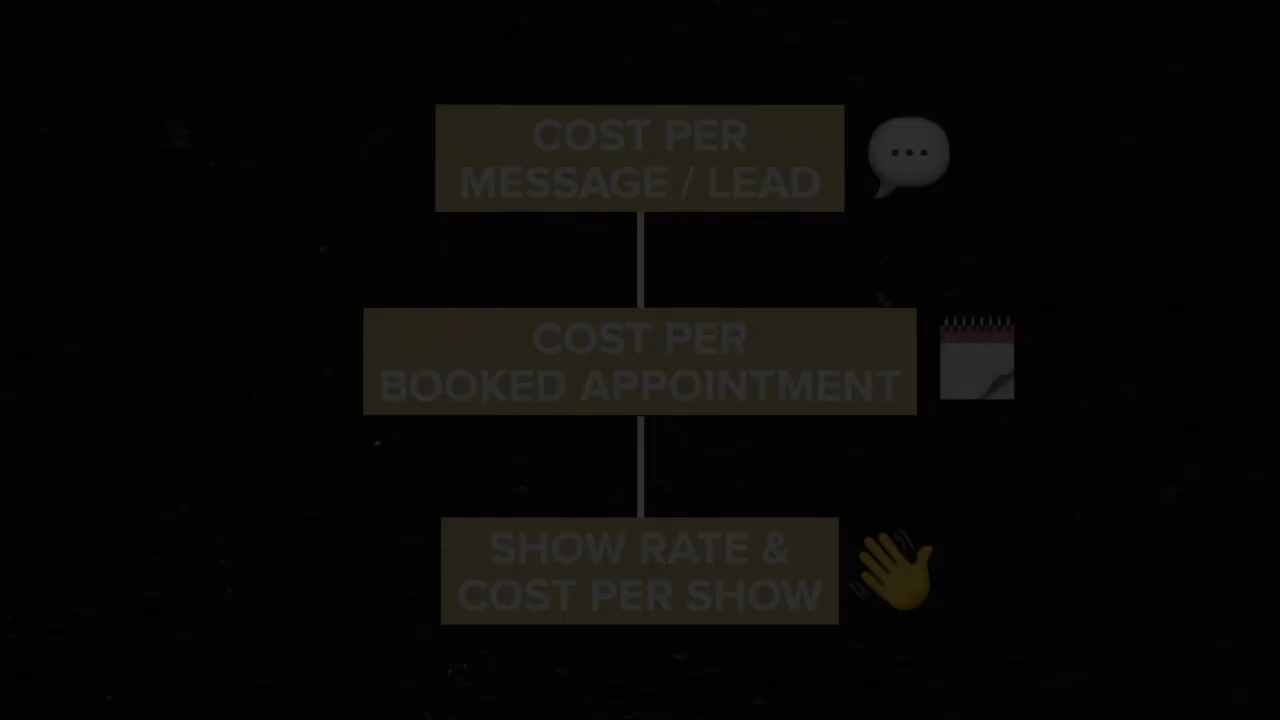 COST PER
MESSAGE / LEAD
COST PER
BOOKED APPOINTMENT
SHOW RATE &
COST PER SHOW